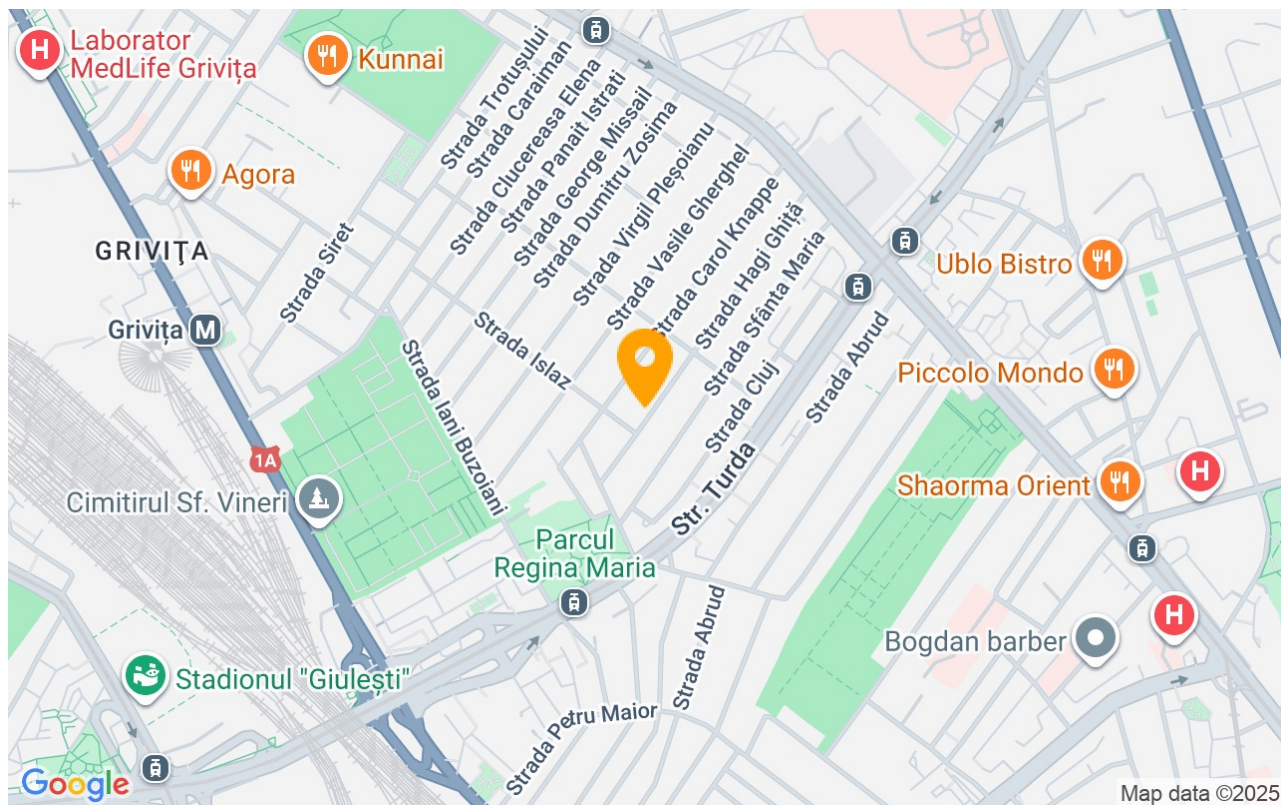 H
Laborator
MedLife Grivița
Kunnai
Agora
GRIVIŢA
Grivița
M
Strada Siret
Strada Trotușului
Strada Caraiman
Strada Clucereasa Elena
Strada Panait Istrati
Strada George Missail
Strada Dumitru Zosima
Strada Virgil Pleșoianu
Strada Vasile Gherghel
Strada Carol Knappe
Strada Hagi Ghiță
Strada Sfânta Maria
Strada Cluj
Strada Abrud
Strada Islaz
Strada Iani Buzoiani
Ublo Bistro
Piccolo Mondo
Shaorma Orient
H
1A
Cimitirul Sf. Vineri
Str. Turda
Parcul
Regina Maria
Strada Abrud
H
Bogdan barber
Stadionul "Giulești"
Strada Petru Maior
Google
Map data ©2025